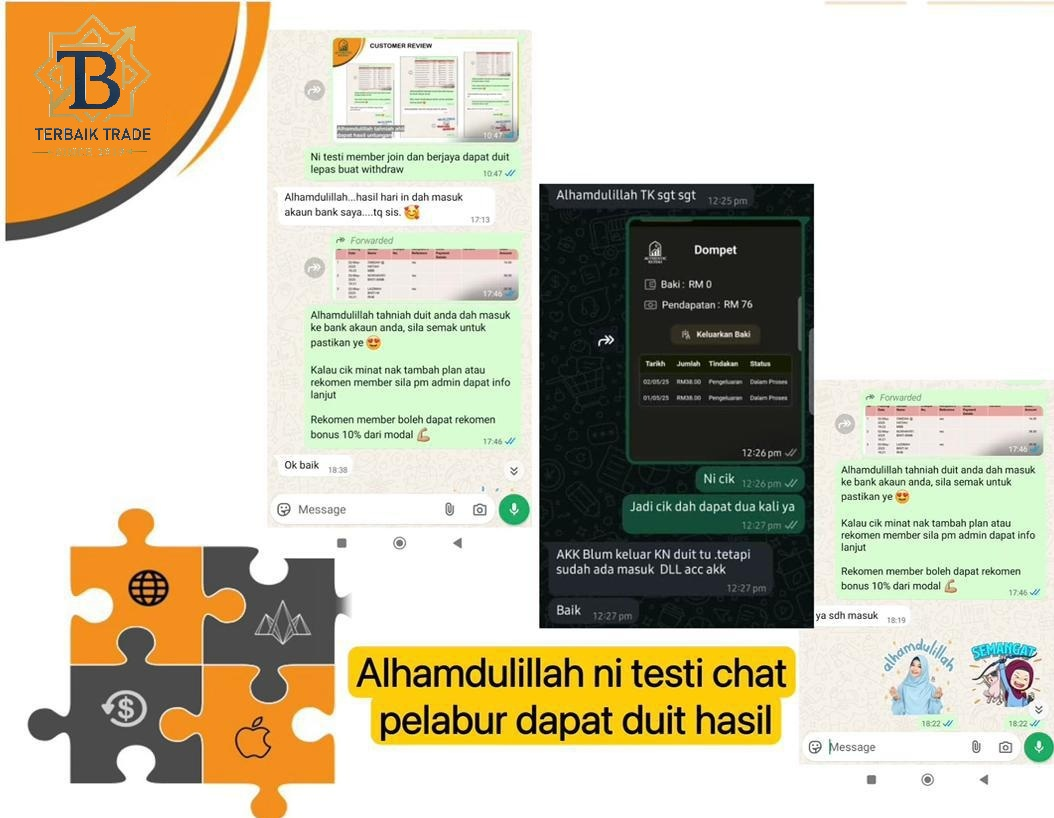 TERBAIK TRADE
CUSTOMER REVIEW
Alhamdulillah tahniah
dapat hasil untungan
10:47
Ni testi member join dan berjaya dapat duit
lepas buat withdraw
10:47
Alhamdulillah...hasil hari in dah masuk
akaun bank saya....tq sis. 🥰
17:13
Forwarded
17:46
Alhamdulillah tahniah duit anda dah masuk
ke bank akaun anda, sila semak untuk
pastikan ye 😍
Kalau cik minat nak tambah plan atau
rekomen member sila pm admin dapat info
lanjut
Rekomen member boleh dapat rekomen
bonus 10% dari modal 💪
17:46
Ok baik
18:38
Message
Alhamdulillah TK sgt sgt
12:25 pm
Dompet
Baki : RM 0
Pendapatan : RM 76
Keluarkan Baki
Tarikh Jumlah Tindakan Status
02/05/25 RM38.00 Pengeluaran Dalam Proses
01/05/25 RM38.00 Pengeluaran Dalam Proses
12:26 pm
Ni cik
12:26 pm
Jadi cik dah dapat dua kali ya
12:27 pm
AKK Blum keluar KN duit tu .tetapi
sudah ada masuk DLL acc akk
12:27 pm
Baik
12:27 pm
Forwarded
17:46
Alhamdulillah tahniah duit anda dah masuk
ke bank akaun anda, sila semak untuk
pastikan ye 😍
Kalau cik minat nak tambah plan atau
rekomen member sila pm admin dapat info
lanjut
Rekomen member boleh dapat rekomen
bonus 10% dari modal 💪
17:46
ya sdh masuk
18:19
alhamdulillah
SEMANGAT
18:22
18:22
Message
Alhamdulillah ni testi chat
pelabur dapat duit hasil